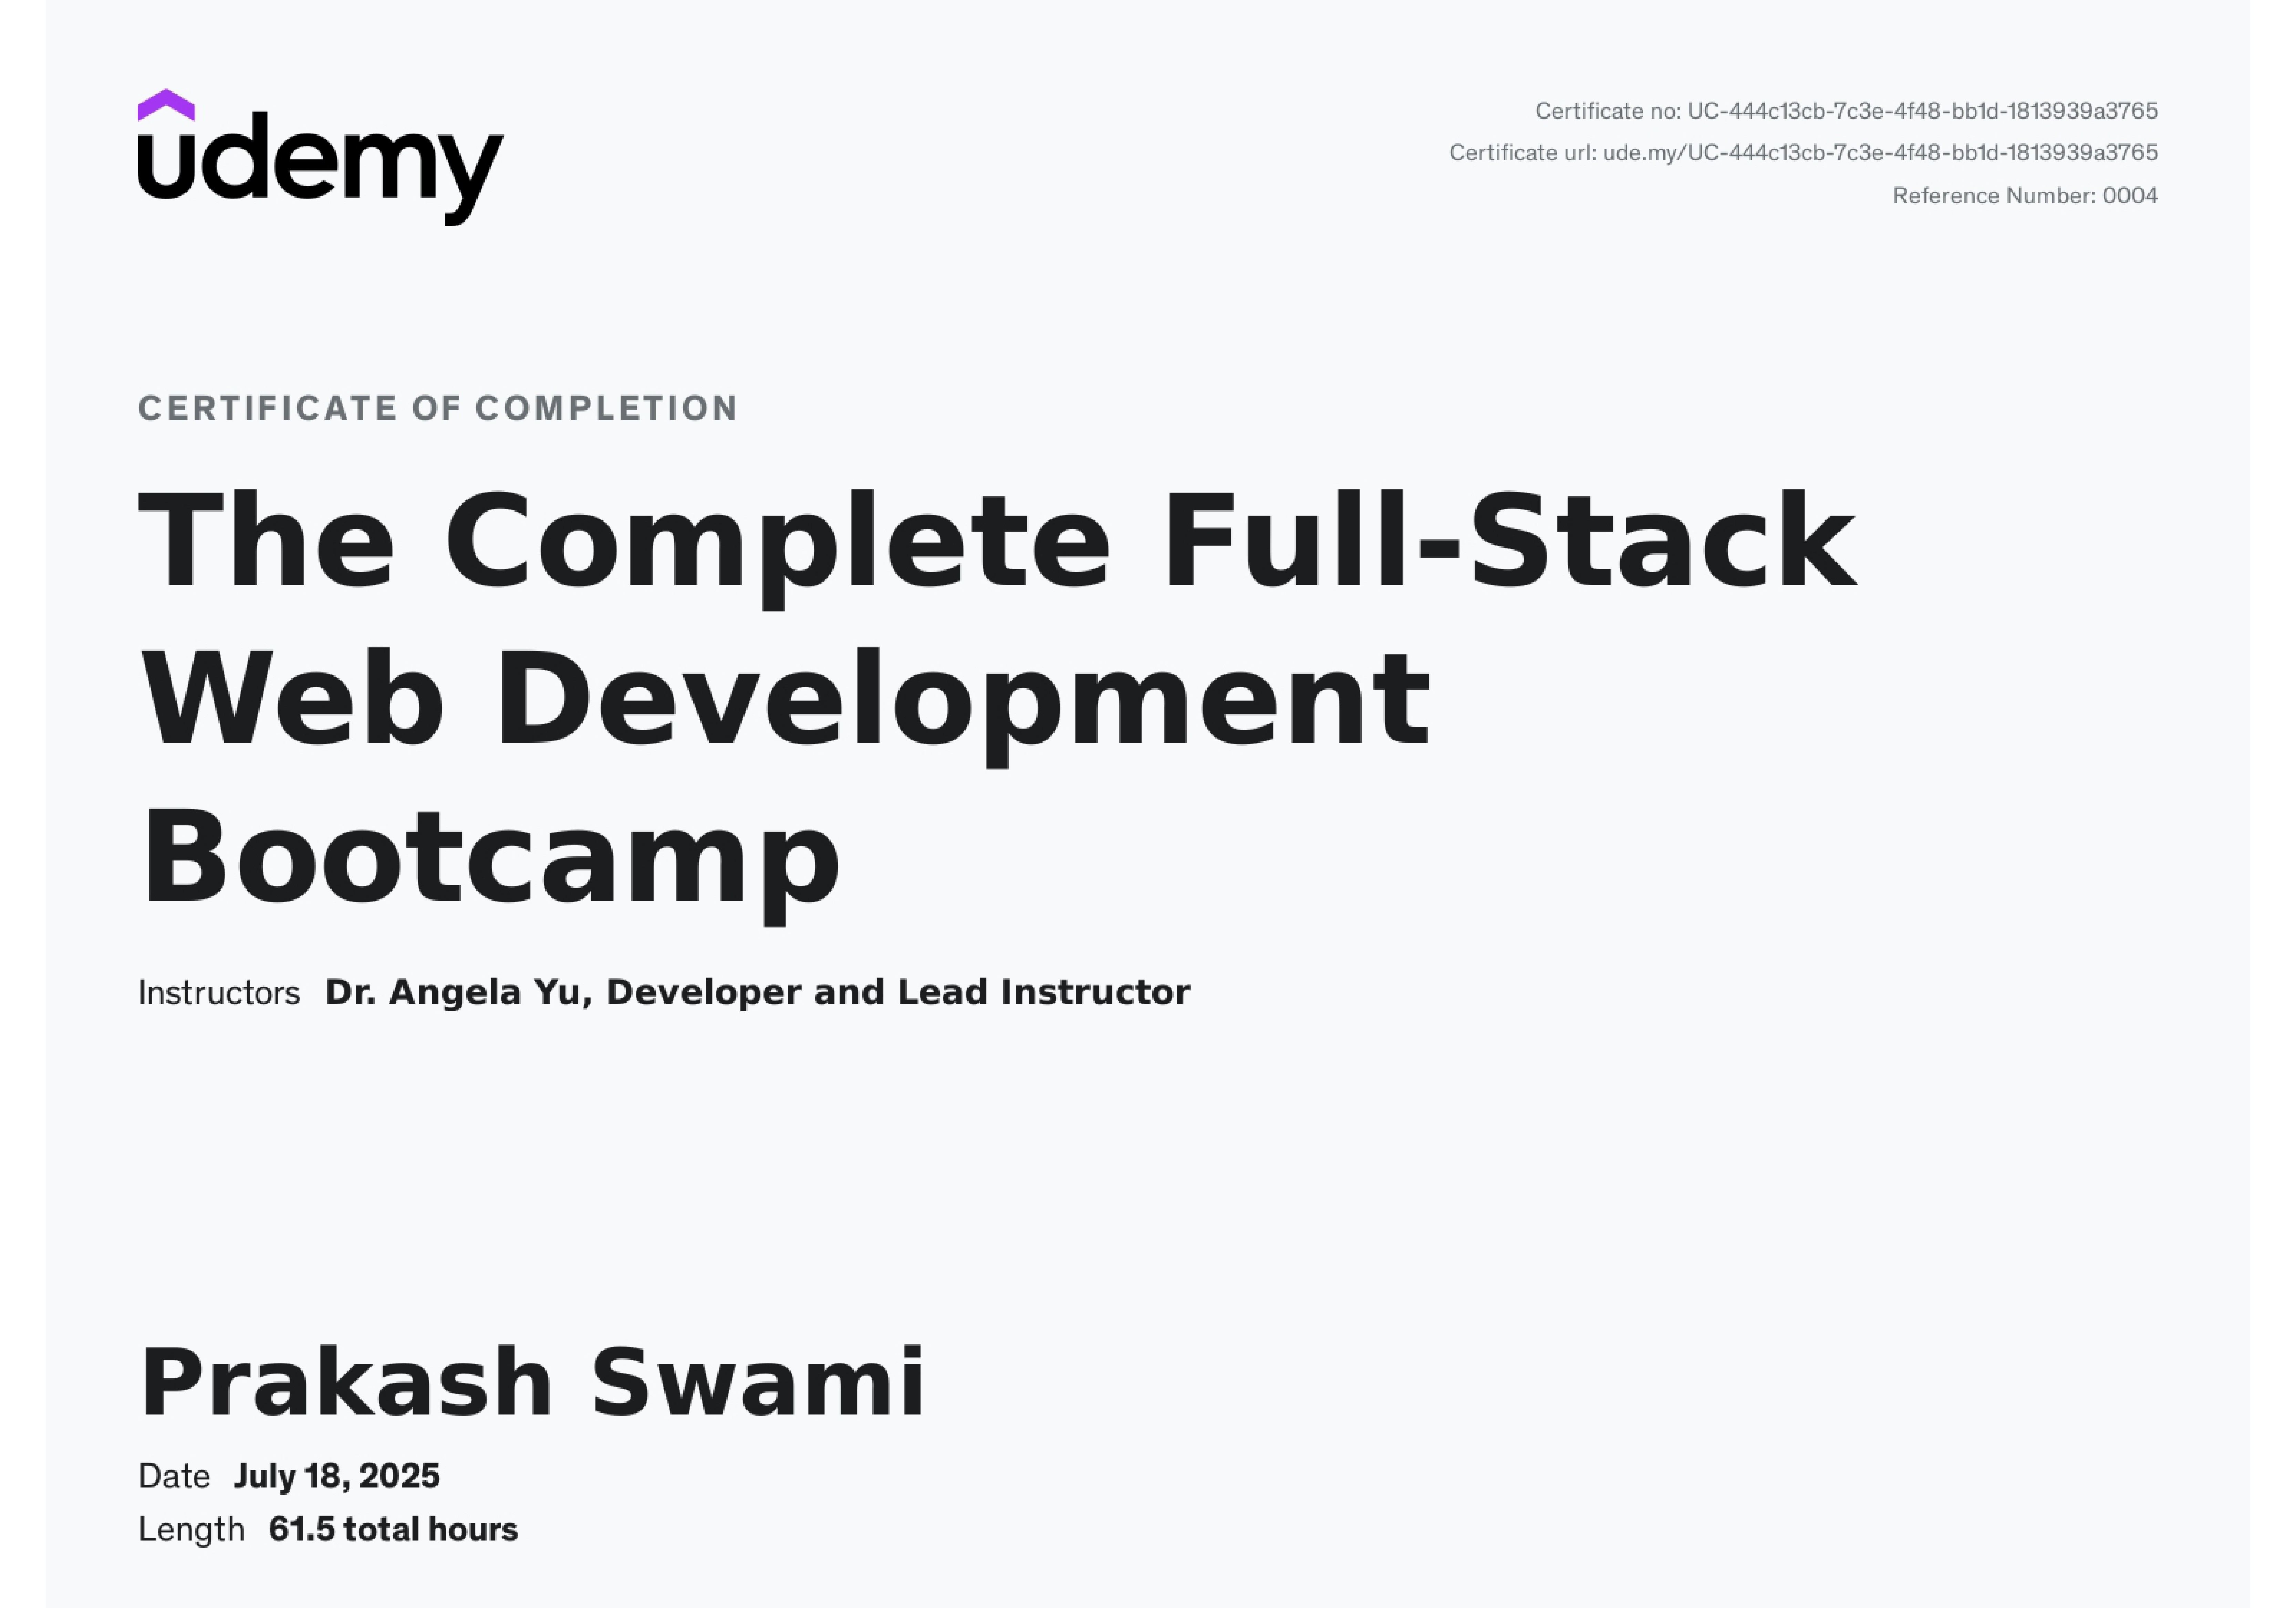 udemy
Certificate no: UC-444c13cb-7c3e-4f48-bb1d-1813939a3765
Certificate url: ude.my/UC-444c13cb-7c3e-4f48-bb1d-1813939a3765
Reference Number: 0004
CERTIFICATE OF COMPLETION
The Complete Full-Stack
Web Development
Bootcamp
Instructors Dr. Angela Yu, Developer and Lead Instructor
Prakash Swami
Date July 18, 2025
Length 61.5 total hours